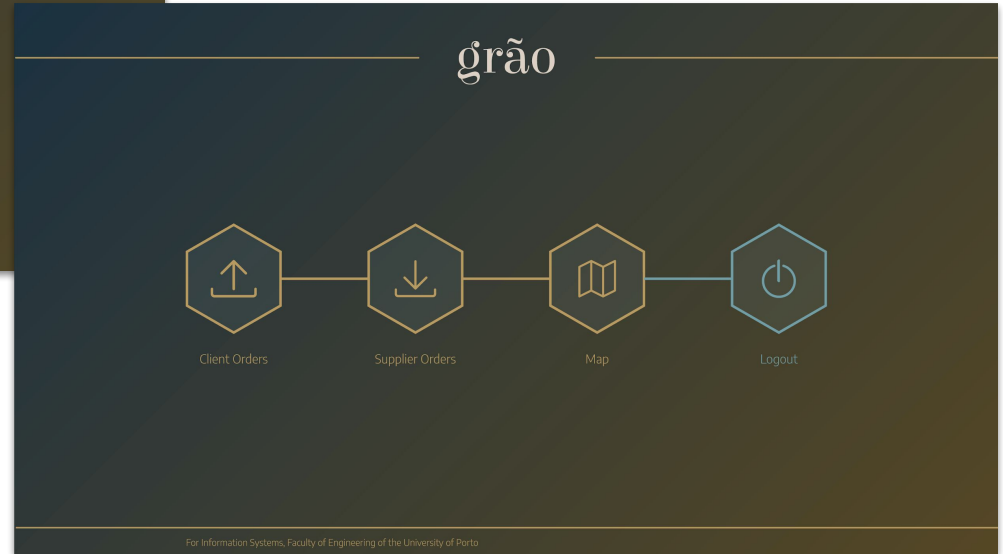 grão
Client Orders
Supplier Orders
Map
Logout
For Information Systems, Faculty of Engineering of the University of Porto